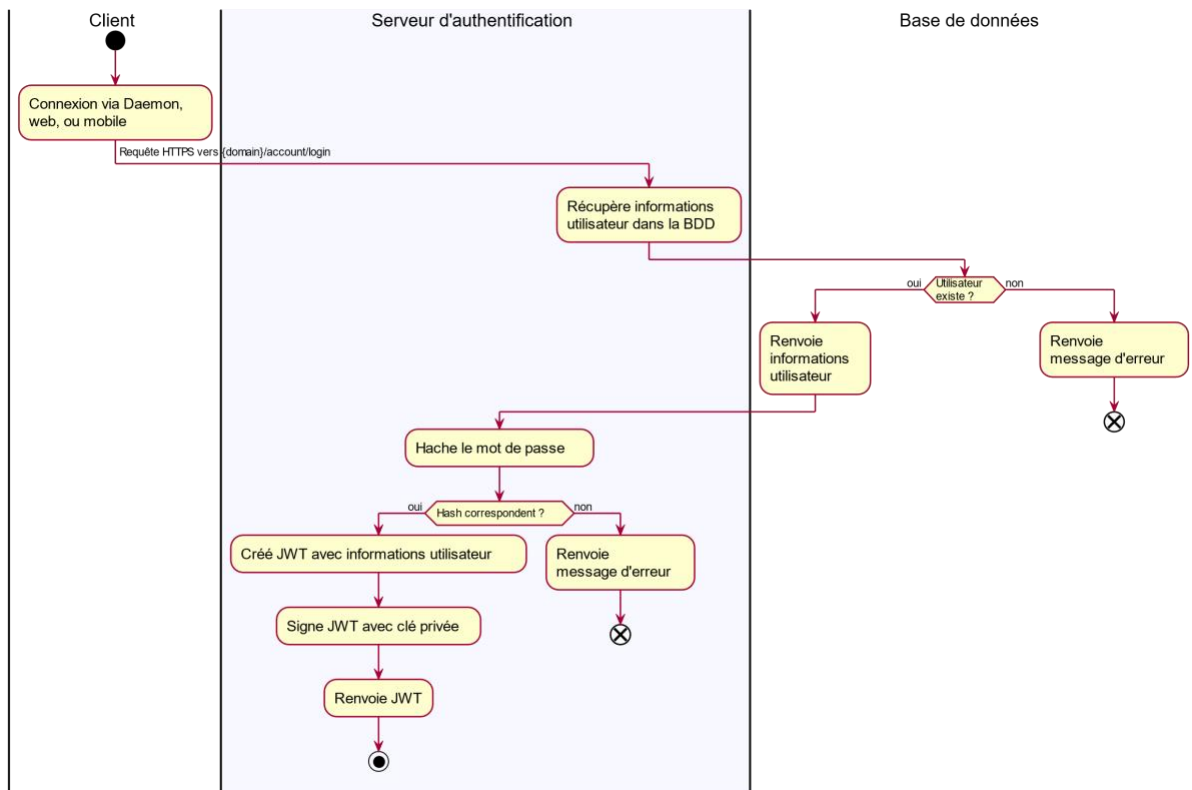 Client
Serveur d'authentification
Base de données
Connexion via Daemon,
web, ou mobile
Requête HTTPS vers {domain}/account/login
Récupère informations
utilisateur dans la BDD
oui
Utilisateur
existe ?
non
Renvoie
informations
utilisateur
Renvoie
message d'erreur
Hache le mot de passe
oui
Hash correspondent ?
non
Créé JWT avec informations utilisateur
Renvoie
message d'erreur
Signe JWT avec clé privée
Renvoie JWT